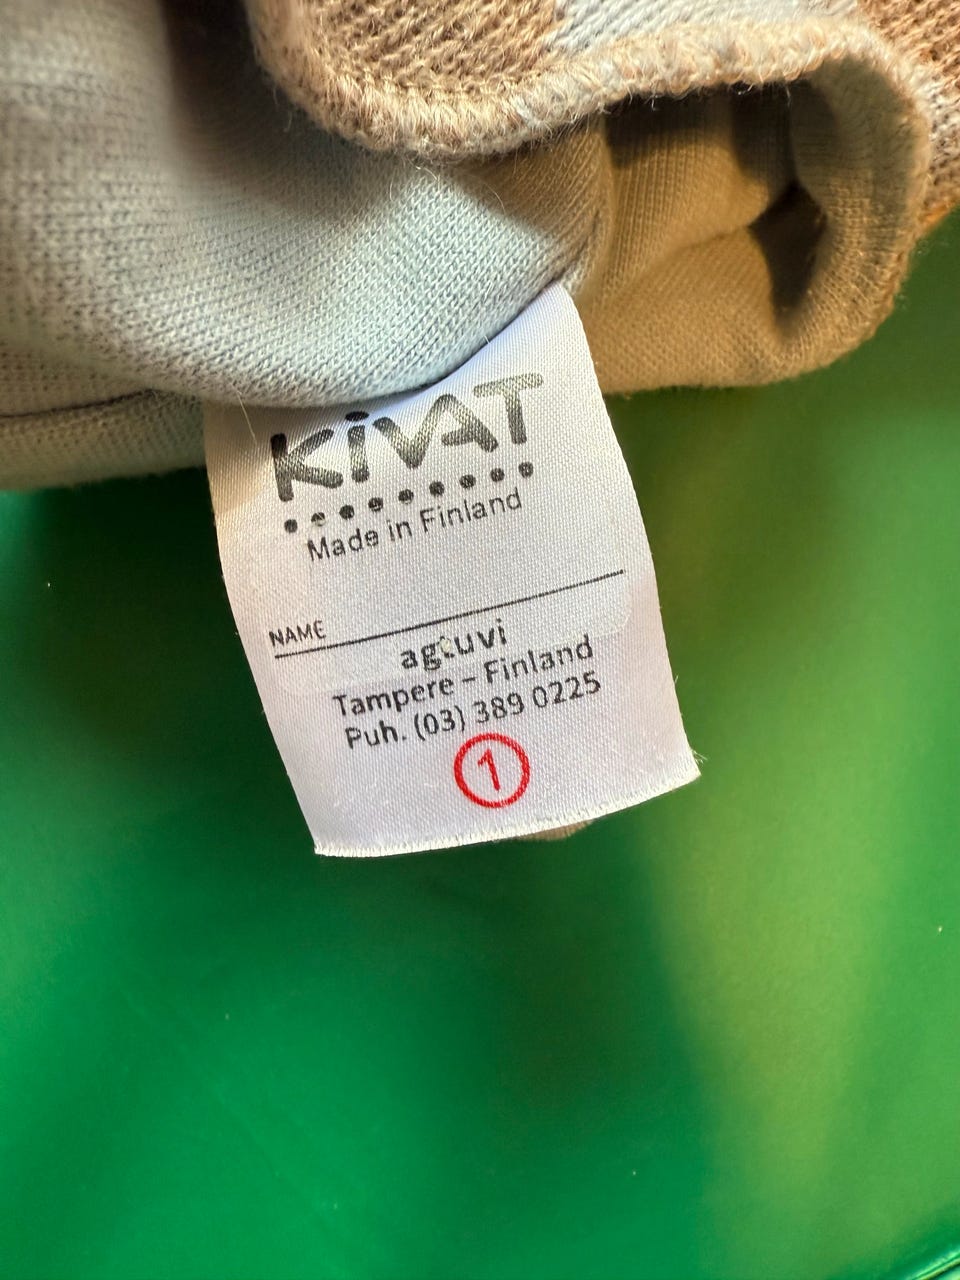 KiVAT
Made in Finland
NAME
agtuvi
Tampere – Finland
Puh. (03) 389 0225
1